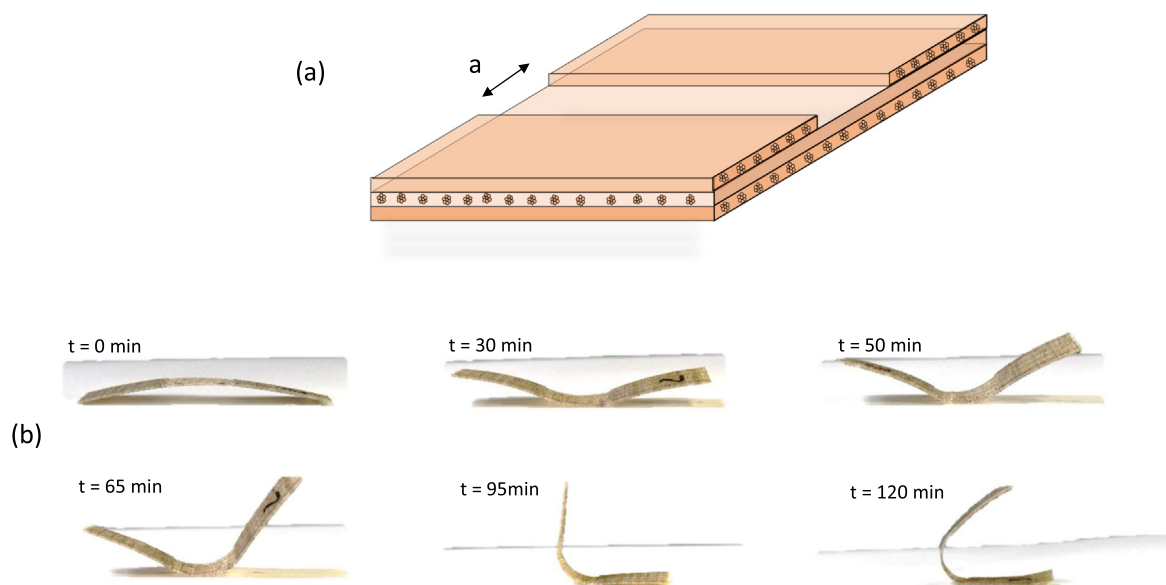 (a)
a
t = 0 min
t = 30 min
t = 50 min
(b)
t = 65 min
t = 95min
t = 120 min